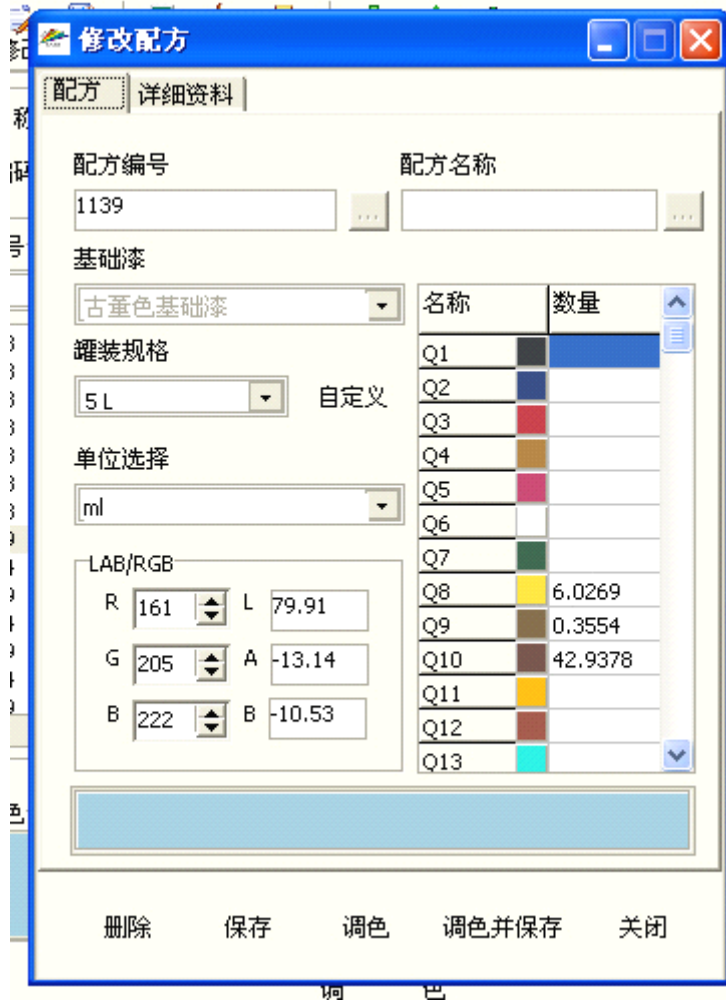 修改配方
配方 详细资料
配方编号 配方名称
1139 ... ...
基础漆
古董色基础漆
名称 数量
罐装规格
5 L 自定义
单位选择
ml
LAB/RGB
R 161 L 79.91
G 205 A -13.14
B 222 B -10.53
Q1
Q2
Q3
Q4
Q5
Q6
Q7
Q8 6.0269
Q9 0.3554
Q10 42.9378
Q11
Q12
Q13
删除 保存 调色 调色并保存 关闭
调 色